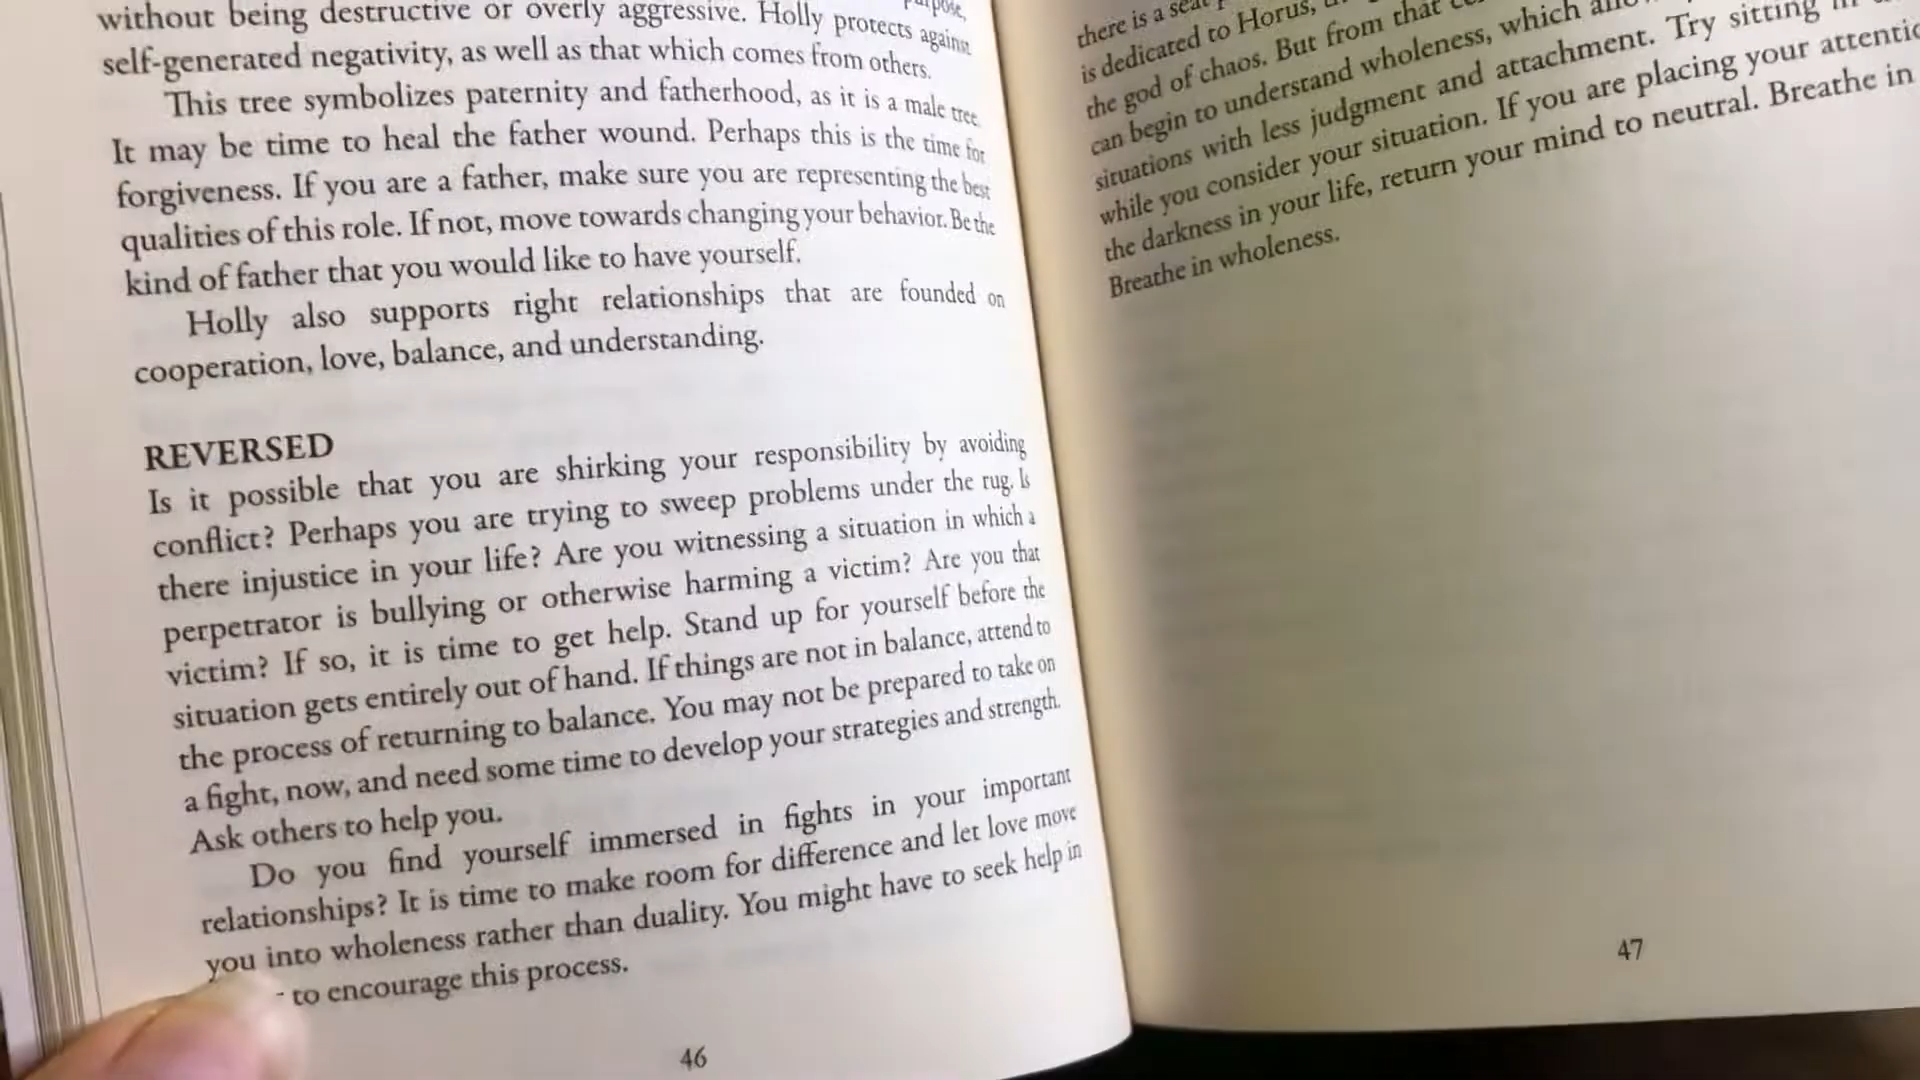 without being destructive or overly aggressive. Holly protects against
self-generated negativity, as well as that which comes from others.
This tree symbolizes paternity and fatherhood, as it is a male tree.
It may be time to heal the father wound. Perhaps this is the time for
forgiveness. If you are a father, make sure you are representing the best
qualities of this role. If not, move towards changing your behavior. Be the
kind of father that you would like to have yourself.
Holly also supports right relationships that are founded on
cooperation, love, balance, and understanding.
REVERSED
Is it possible that you are shirking your responsibility by avoiding
conflict? Perhaps you are trying to sweep problems under the rug. Is
there injustice in your life? Are you witnessing a situation in which a
perpetrator is bullying or otherwise harming a victim? Are you that
victim? If so, it is time to get help. Stand up for yourself before the
situation gets entirely out of hand. If things are not in balance, attend to
the process of returning to balance. You may not be prepared to take on
a fight, now, and need some time to develop your strategies and strength.
Ask others to help you.
Do you find yourself immersed in fights in your important
relationships? It is time to make room for difference and let love move
you into wholeness rather than duality. You might have to seek help in
to encourage this process.
46
there is a seat
is dedicated to Horus,
the god of chaos. But from that
can begin to understand wholeness, which
situations with less judgment and attachment. Try sitting in
while you consider your situation. If you are placing your
the darkness in your life, return your mind to neutral. Breathe in
Breathe in wholeness.
47